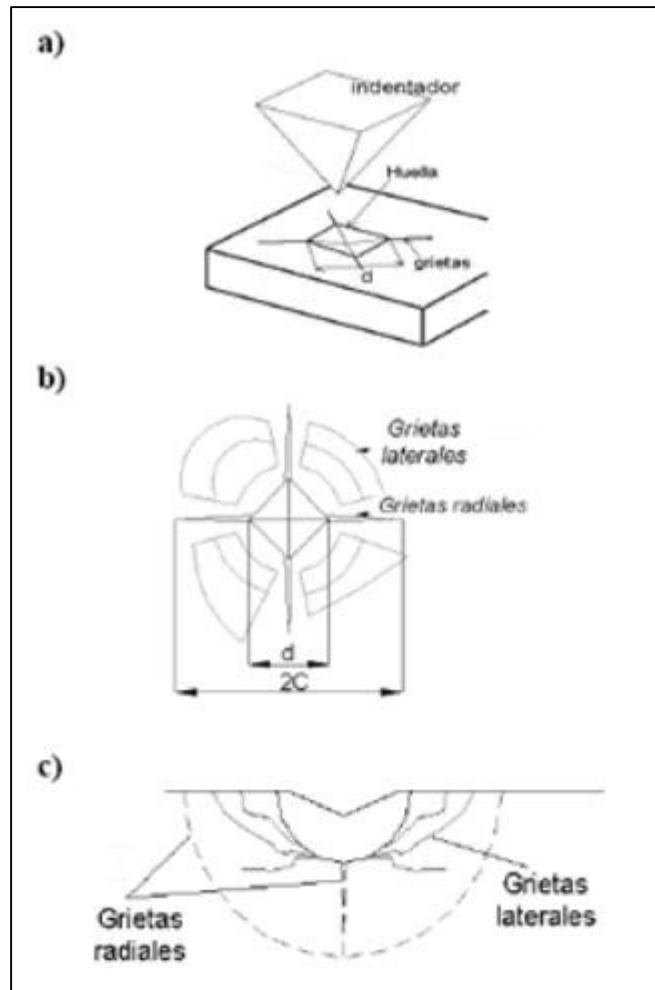 a)
indentador
Huella
grietas
d
b)
Grietas
laterales
Grietas radiales
d
2C
c)
Grietas
radiales
Grietas
laterales